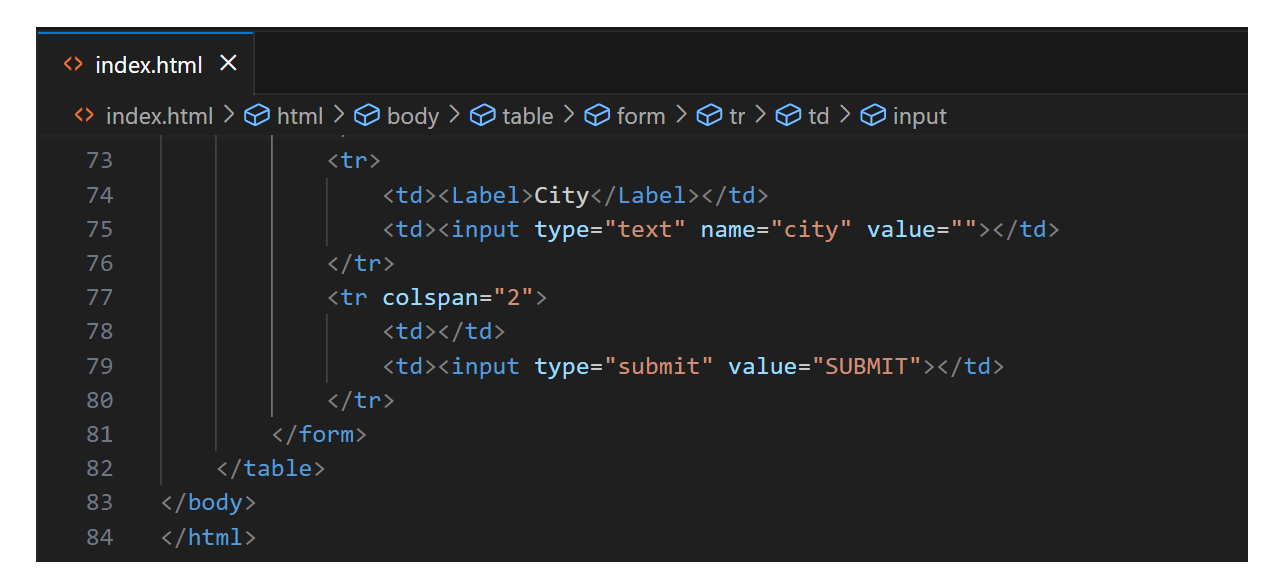 index.html
index.html > html > body > table > form > tr > td > input
73 <tr>
74 <td><Label>City</Label></td>
75 <td><input type="text" name="city" value=""></td>
76 </tr>
77 <tr colspan="2">
78 <td></td>
79 <td><input type="submit" value="SUBMIT"></td>
80 </tr>
81 </form>
82 </table>
83 </body>
84 </html>